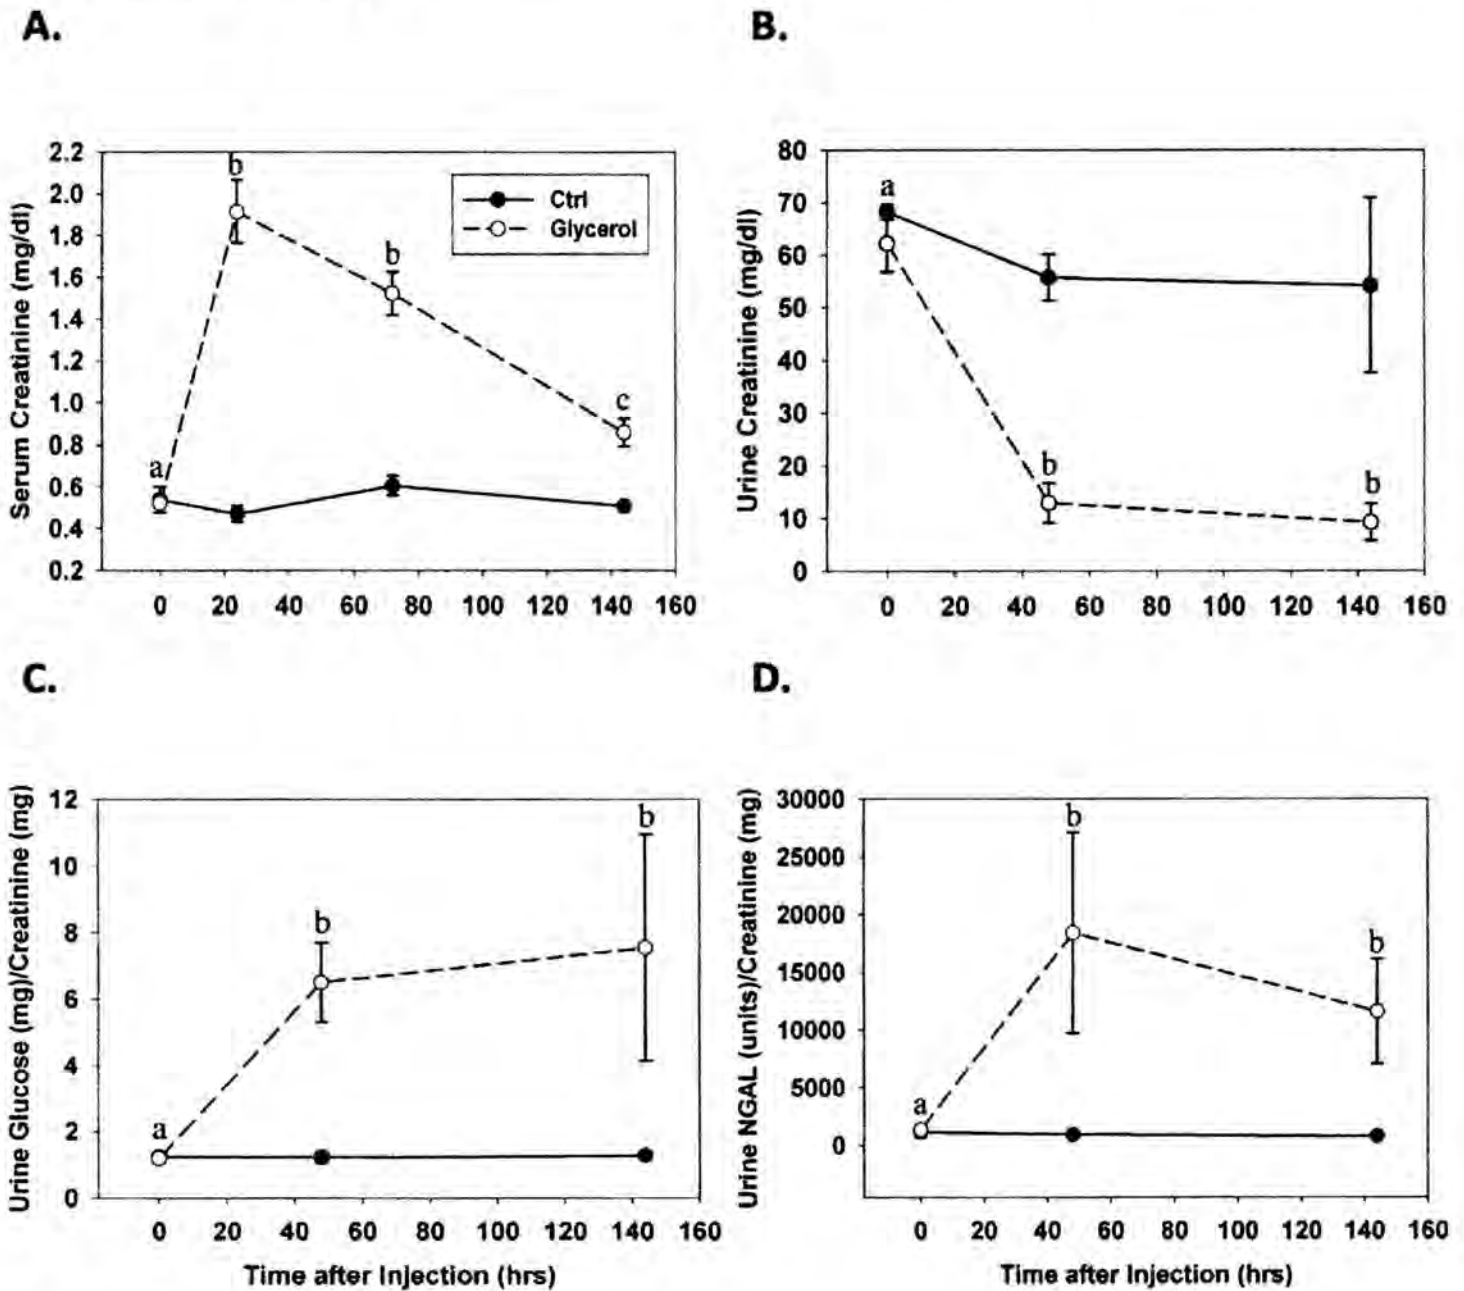 A.
Serum Creatinine (mg/dl)
2.2
2.0
1.8
1.6
1.4
1.2
1.0
0.8
0.6
0.4
0.2
a
b
b
c
Ctrl
Glycerol
0 20 40 60 80 100 120 140 160
B.
Urine Creatinine (mg/dl)
80
70
60
50
40
30
20
10
0
a
b
b
0 20 40 60 80 100 120 140 160
C.
Urine Glucose (mg)/Creatinine (mg)
12
10
8
6
4
2
0
a
b
b
0 20 40 60 80 100 120 140 160
Time after Injection (hrs)
D.
Urine NGAL (units)/Creatinine (mg)
30000
25000
20000
15000
10000
5000
0
a
b
b
0 20 40 60 80 100 120 140 160
Time after Injection (hrs)